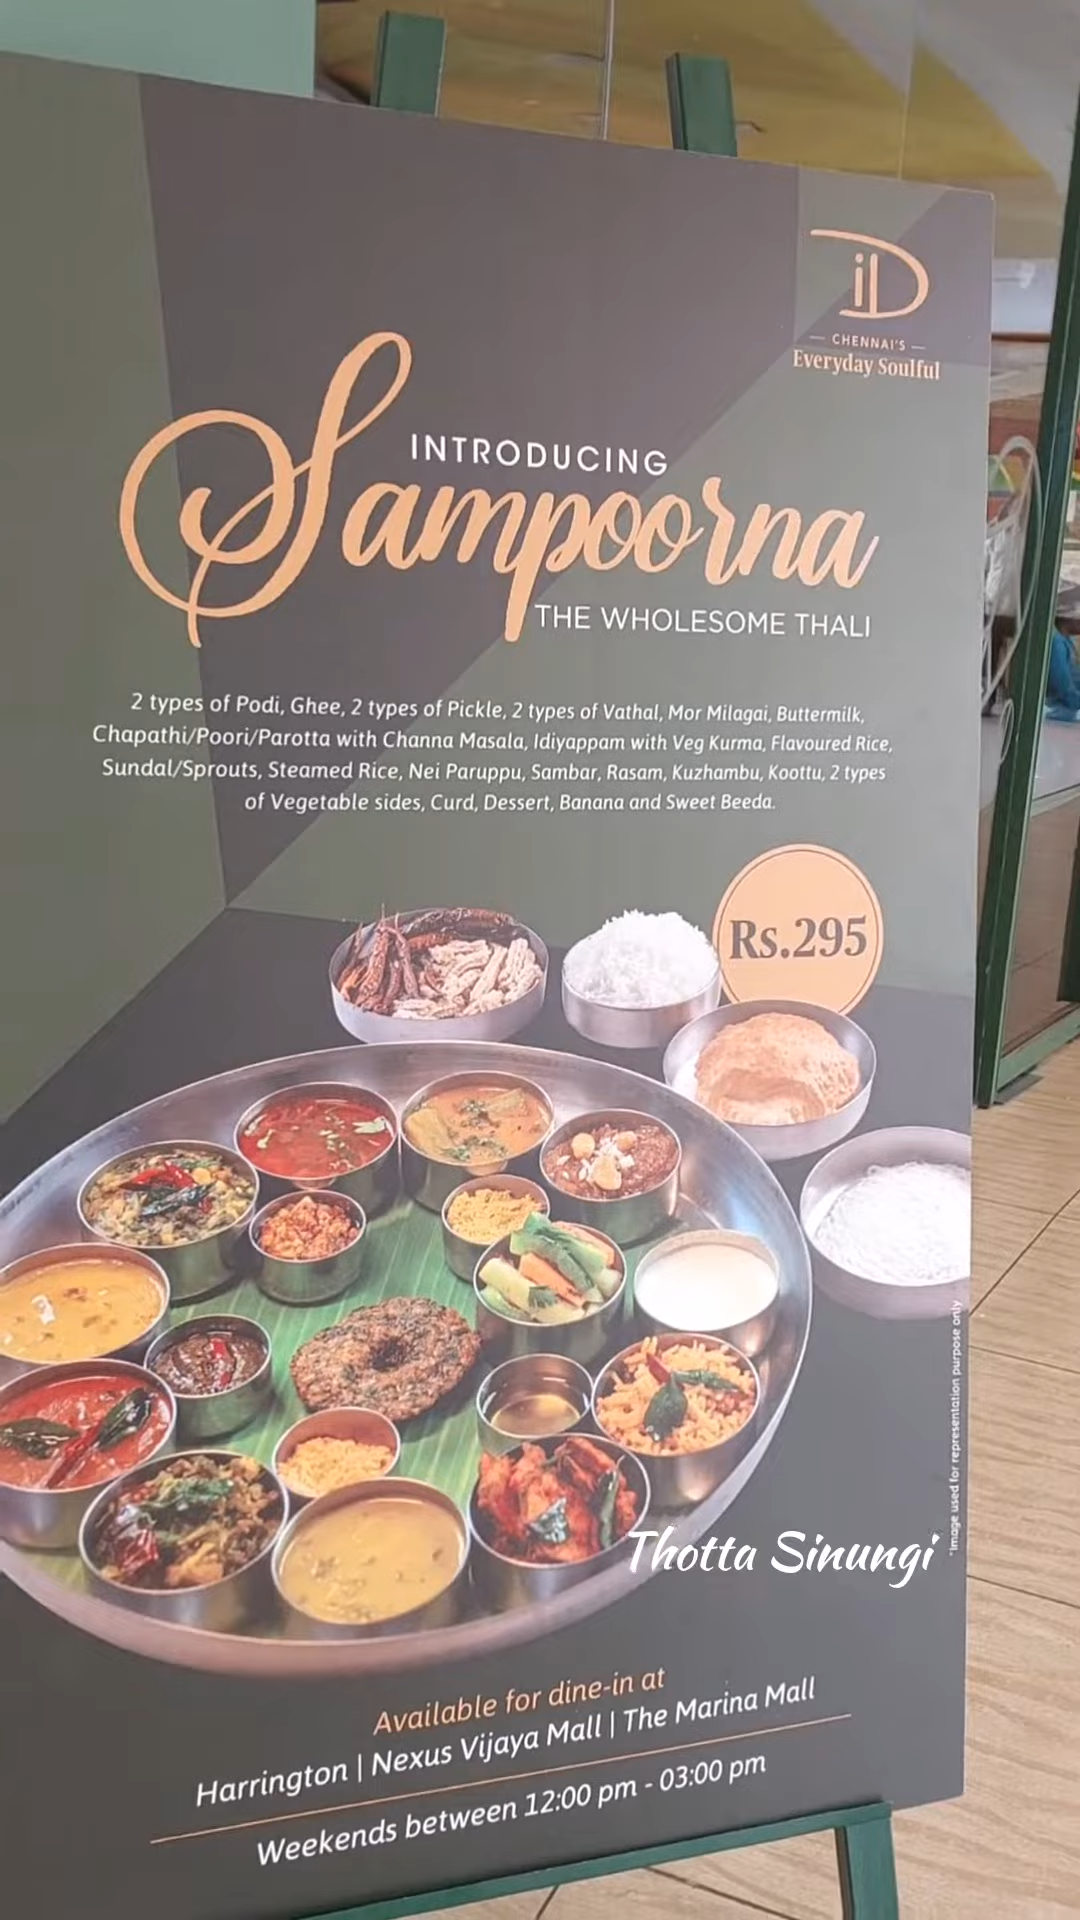 iD
CHENNAI'S
Everyday Soulful
INTRODUCING
Sampoorna
THE WHOLESOME THALI
2 types of Podi, Ghee, 2 types of Pickle, 2 types of Vathal, Mor Milagai, Buttermilk,
Chapathi/Poori/Parotta with Channa Masala, Idiyappam with Veg Kurma, Flavoured Rice,
Sundal/Sprouts, Steamed Rice, Nei Paruppu, Sambar, Rasam, Kuzhambu, Koottu, 2 types
of Vegetable sides, Curd, Dessert, Banana and Sweet Beeda.
Rs.295
*Image used for representation purpose only
Thotta Sinungi
Available for dine-in at
Harrington | Nexus Vijaya Mall | The Marina Mall
Weekends between 12:00 pm - 03:00 pm